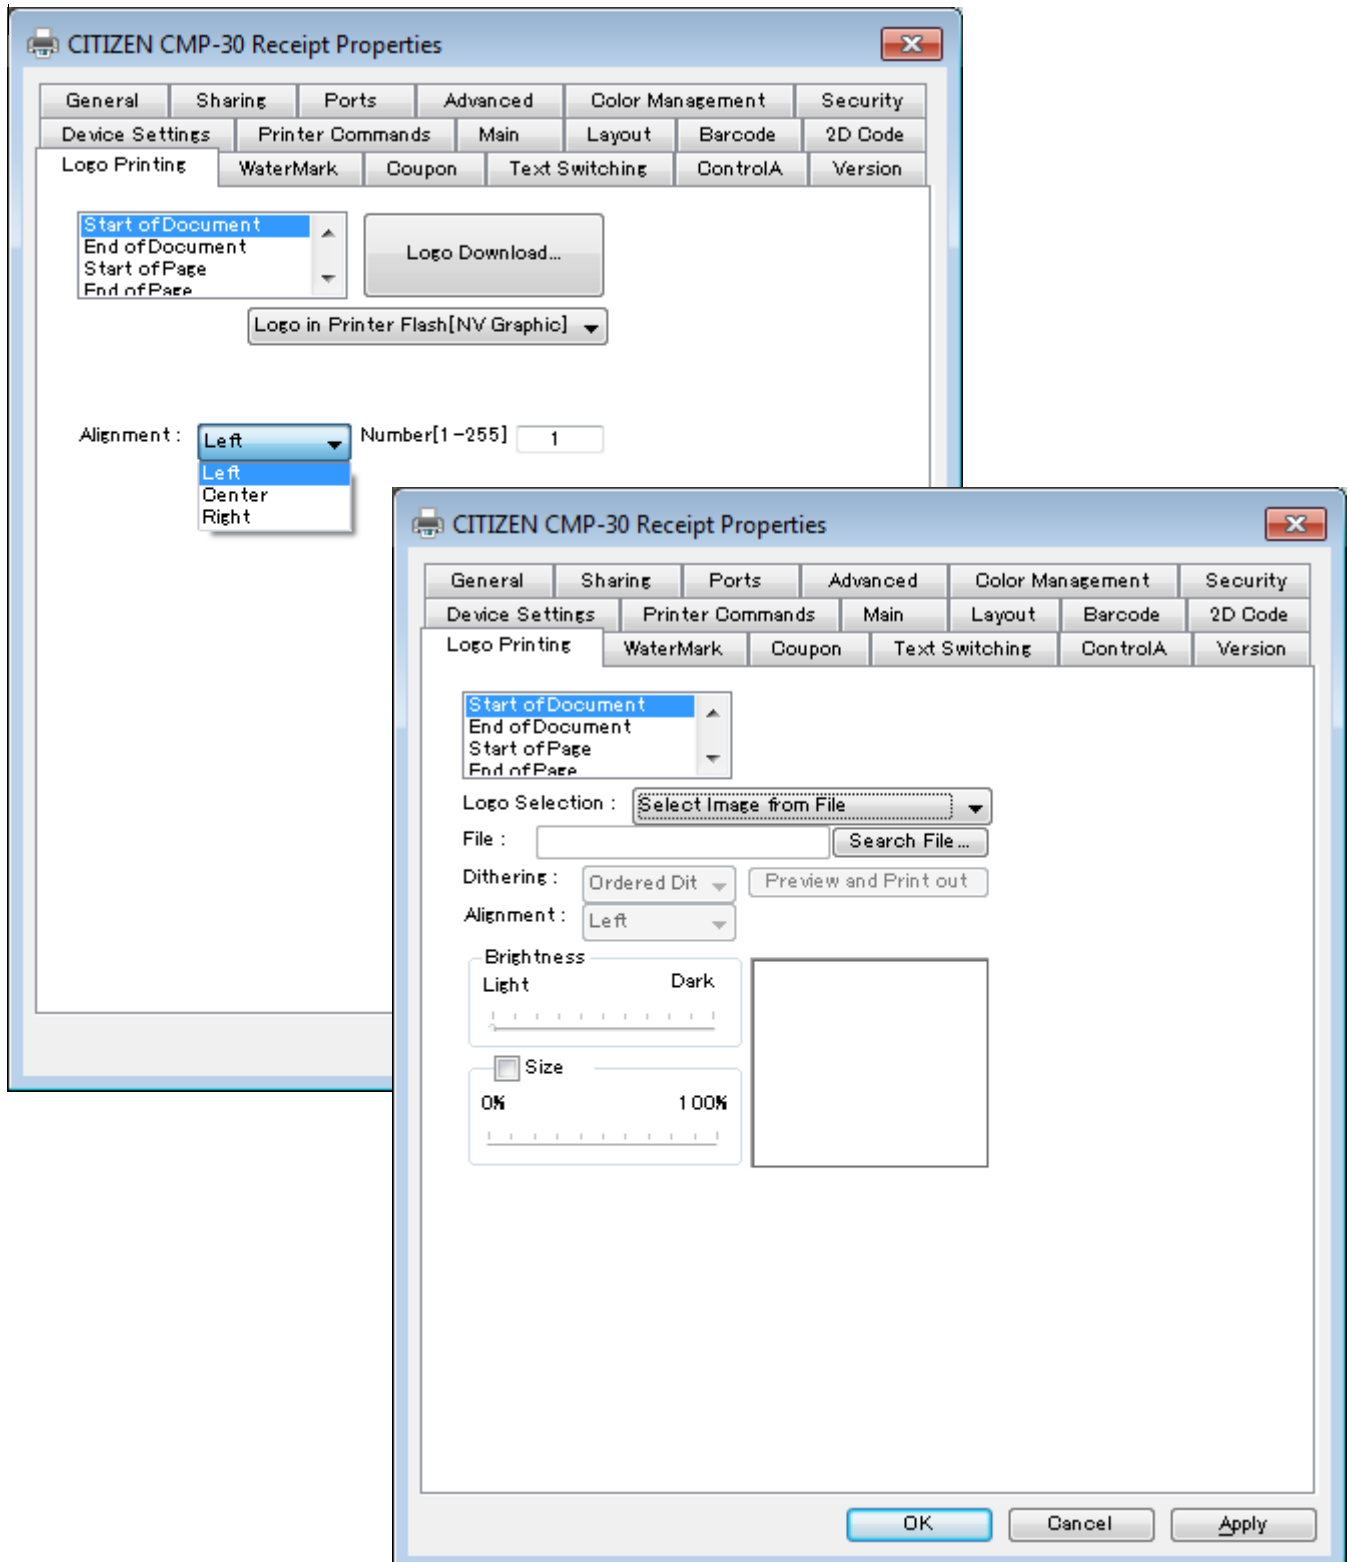 CITIZEN CMP-30 Receipt Properties
General Sharing Ports Advanced Color Management Security
Device Settings Printer Commands Main Layout Barcode 2D Code
Logo Printing WaterMark Coupon Text Switching ControlA Version
Start of Document
End of Document
Start of Page
End of Page
Logo Download...
Logo in Printer Flash[NV Graphic]
Alignment : Left Number[1-255] 1
Left
Center
Right
CITIZEN CMP-30 Receipt Properties
General Sharing Ports Advanced Color Management Security
Device Settings Printer Commands Main Layout Barcode 2D Code
Logo Printing WaterMark Coupon Text Switching ControlA Version
Start of Document
End of Document
Start of Page
End of Page
Logo Selection : Select Image from File
File : Search File...
Dithering : Ordered Dit Preview and Print out
Alignment : Left
Brightness
Light Dark
Size
0% 100%
OK Cancel Apply